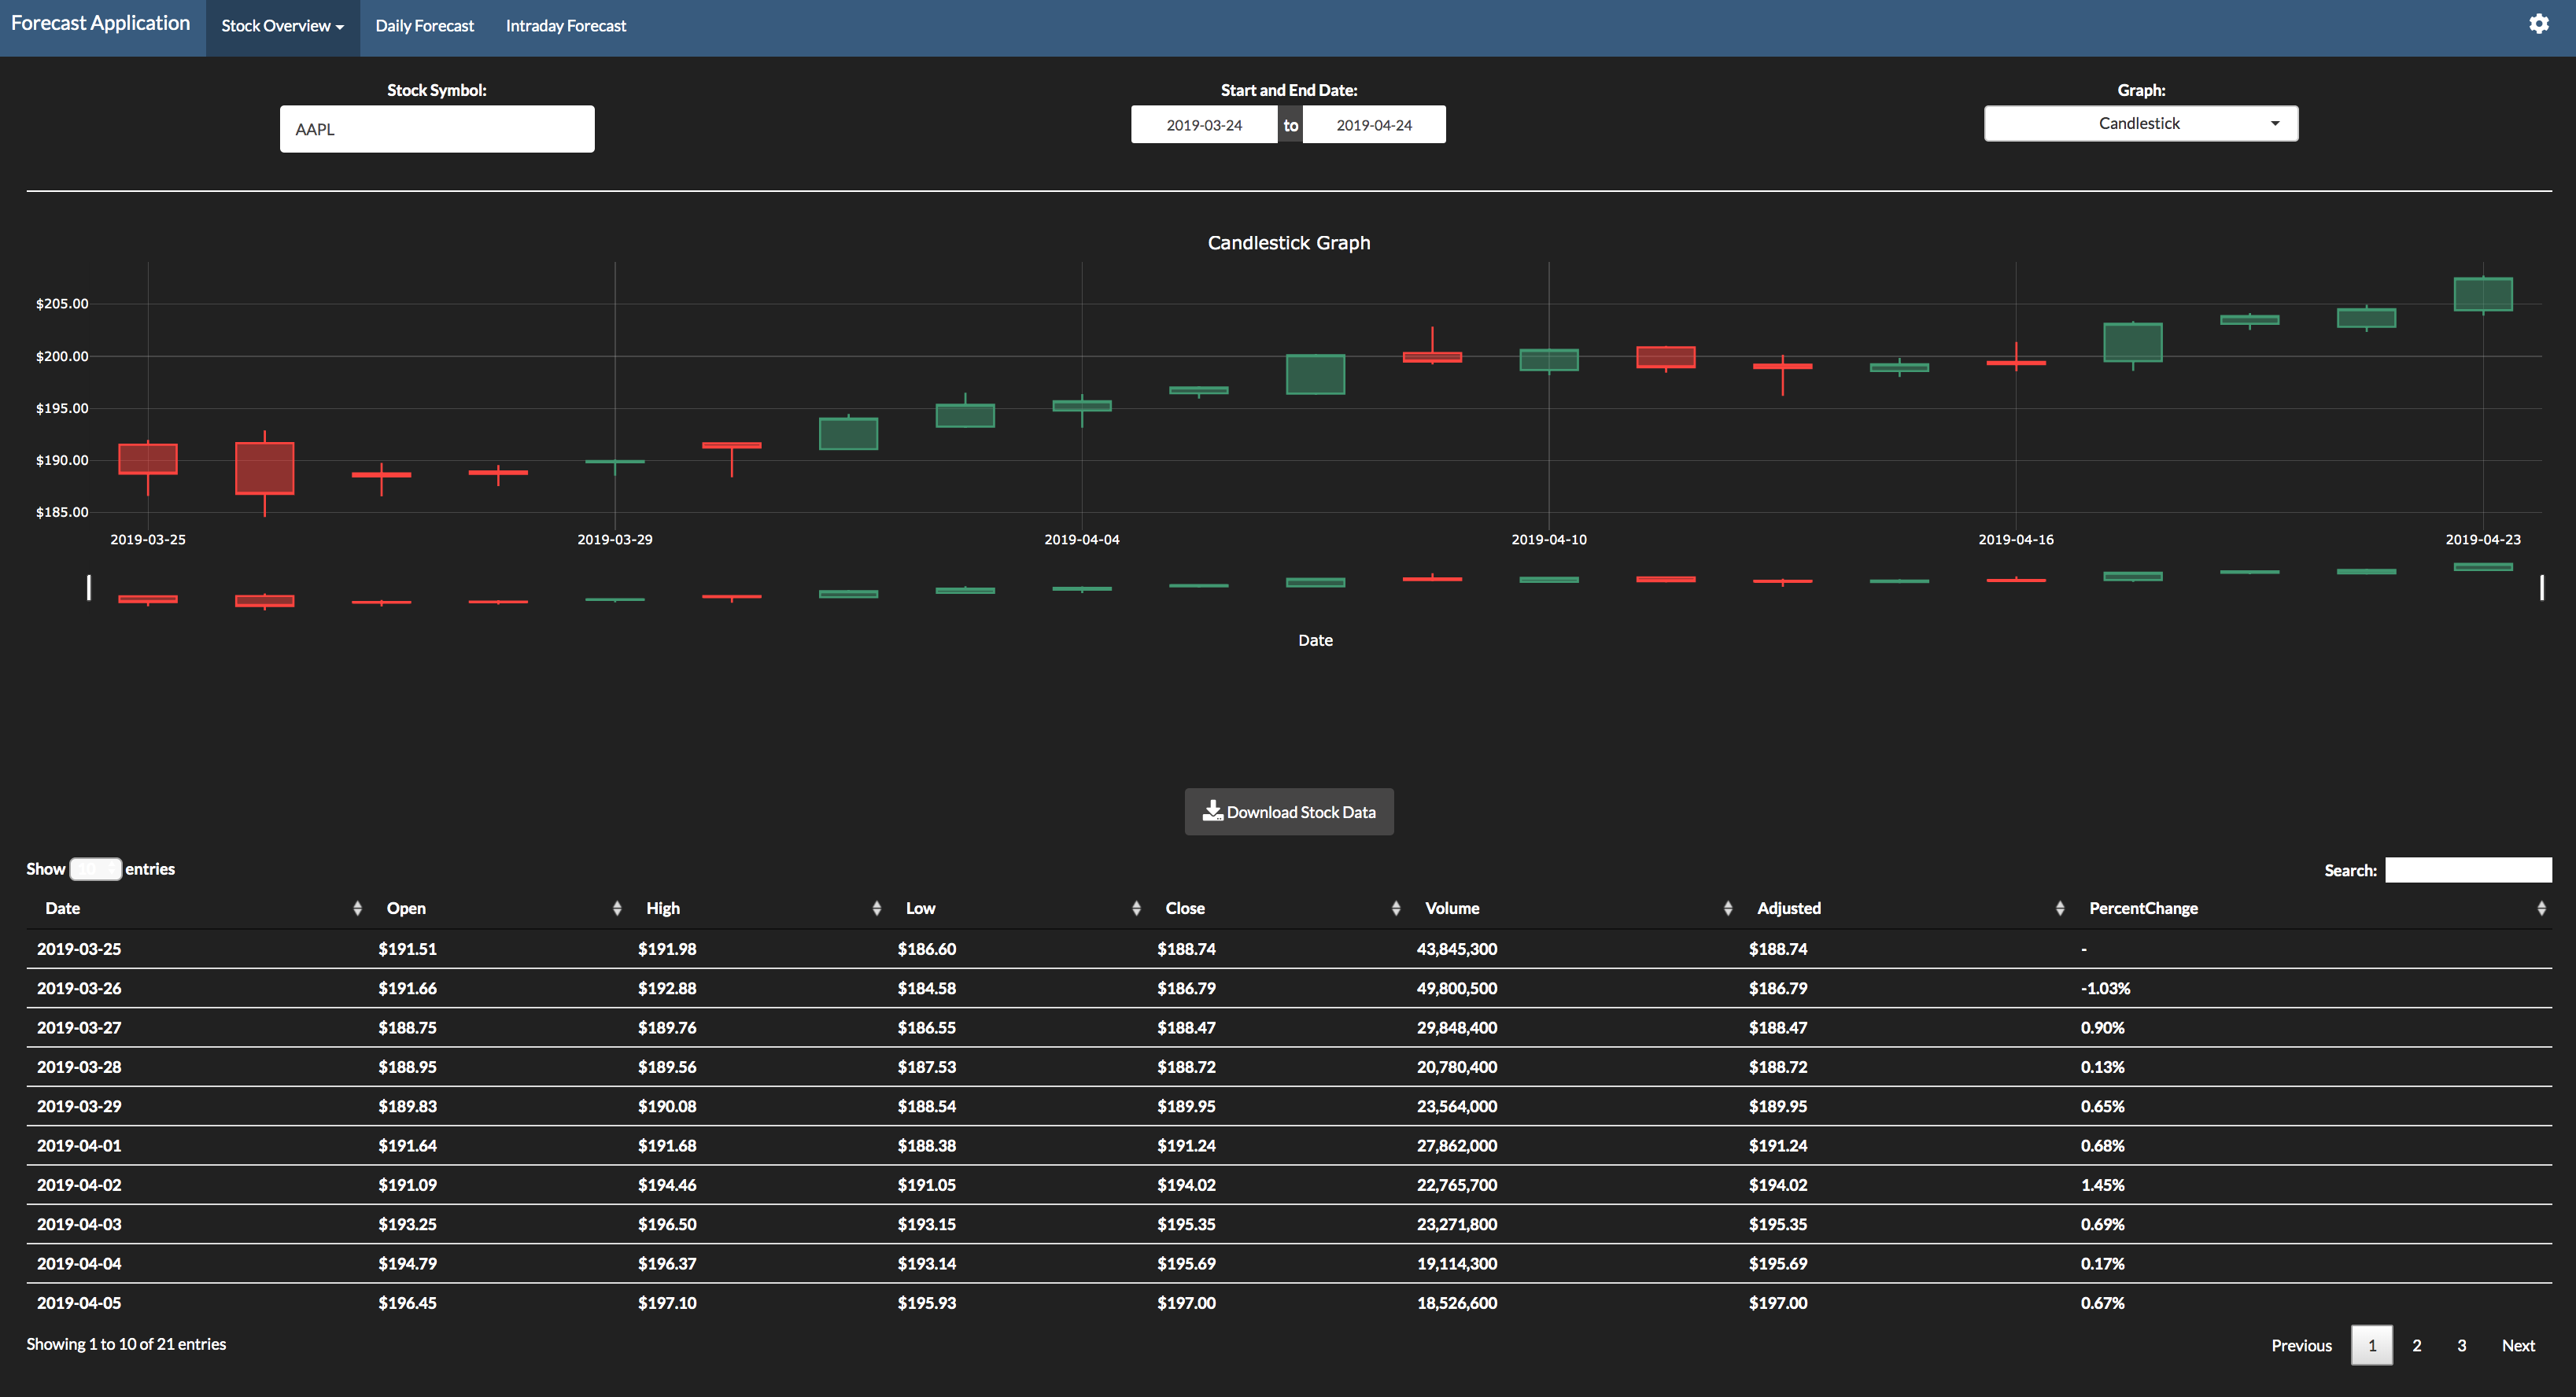 Forecast Application Stock Overview Daily Forecast Intraday Forecast
Stock Symbol: Start and End Date: Graph:
AAPL 2019-03-24 to 2019-04-24 Candlestick
Candlestick Graph
$205.00
$200.00
$195.00
$190.00
$185.00
2019-03-25 2019-03-29 2019-04-04 2019-04-10 2019-04-16 2019-04-23
Date
Download Stock Data
Show 10 entries Search:
Date Open High Low Close Volume Adjusted PercentChange
2019-03-25 $191.51 $191.98 $186.60 $188.74 43,845,300 $188.74 -
2019-03-26 $191.66 $192.88 $184.58 $186.79 49,800,500 $186.79 -1.03%
2019-03-27 $188.75 $189.76 $186.55 $188.47 29,848,400 $188.47 0.90%
2019-03-28 $188.95 $189.56 $187.53 $188.72 20,780,400 $188.72 0.13%
2019-03-29 $189.83 $190.08 $188.54 $189.95 23,564,000 $189.95 0.65%
2019-04-01 $191.64 $191.68 $188.38 $191.24 27,862,000 $191.24 0.68%
2019-04-02 $191.09 $194.46 $191.05 $194.02 22,765,700 $194.02 1.45%
2019-04-03 $193.25 $196.50 $193.15 $195.35 23,271,800 $195.35 0.69%
2019-04-04 $194.79 $196.37 $193.14 $195.69 19,114,300 $195.69 0.17%
2019-04-05 $196.45 $197.10 $195.93 $197.00 18,526,600 $197.00 0.67%
Showing 1 to 10 of 21 entries Previous 1 2 3 Next